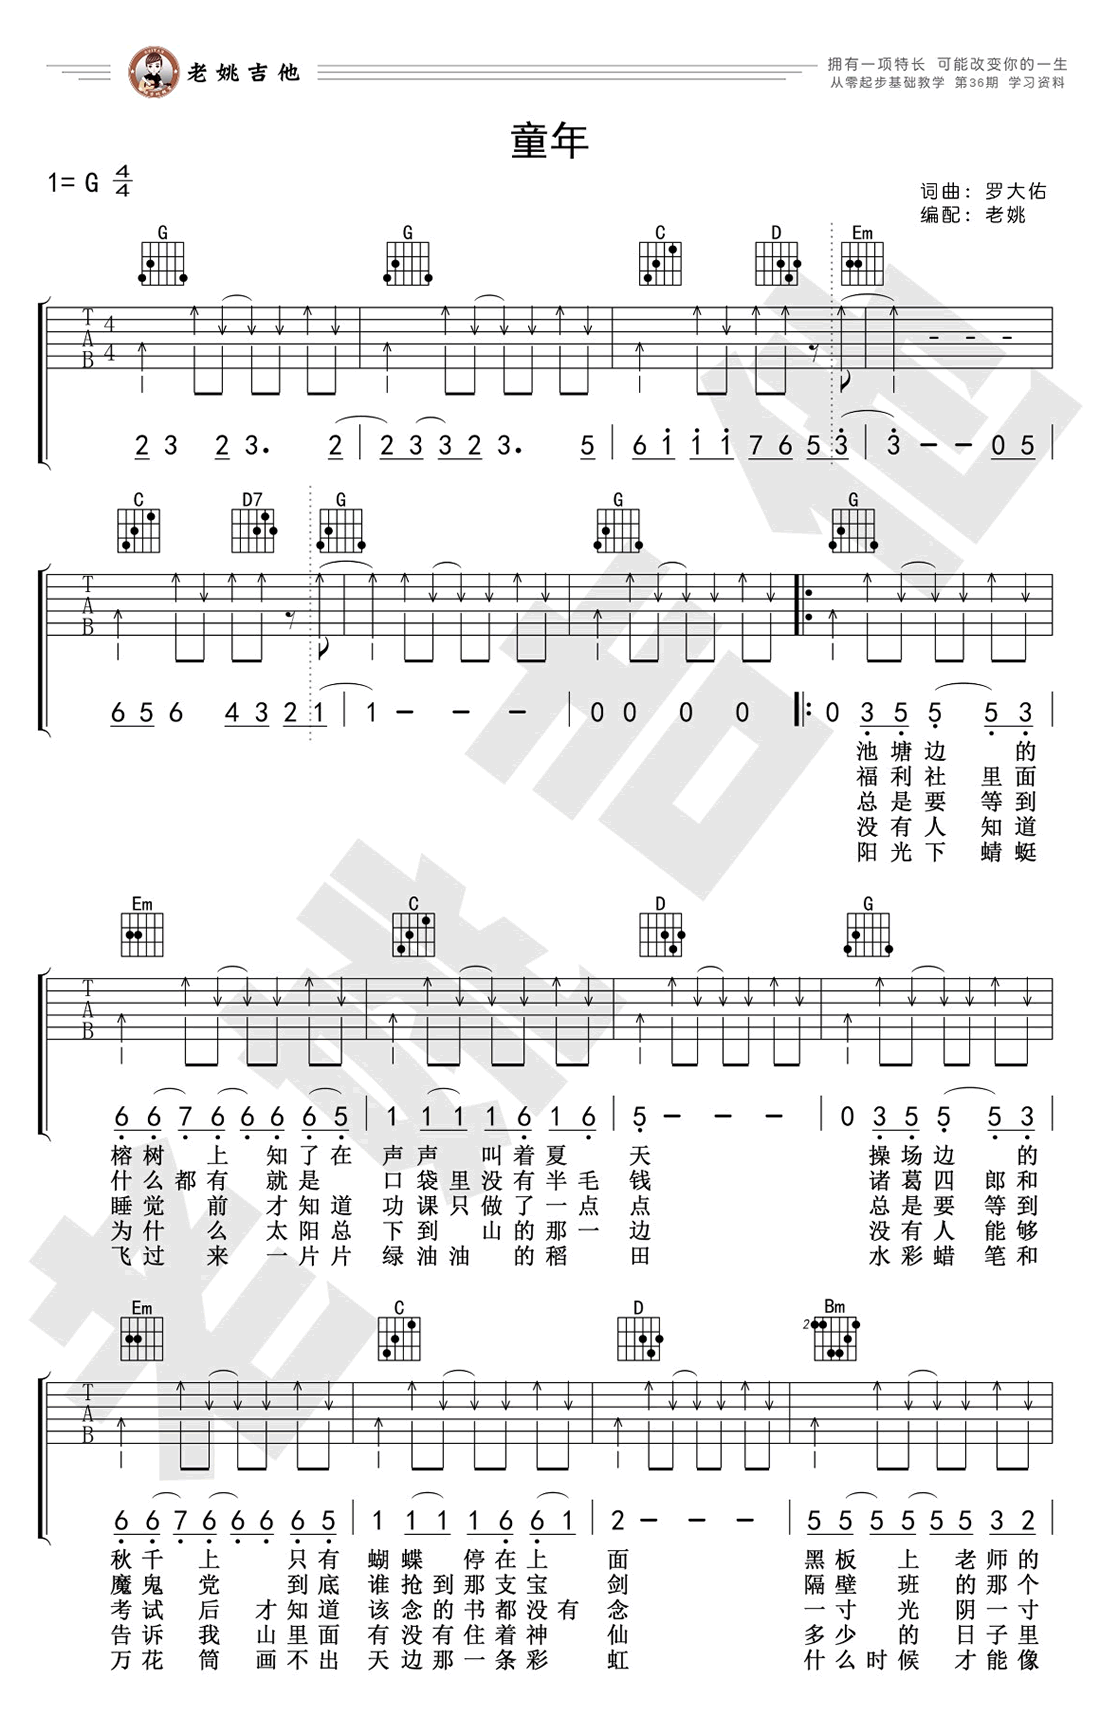 老姚吉他
拥有一项特长 可能改变你的一生
从零起步基础教学 第36期 学习资料
童年
1= G 4/4
词曲：罗大佑
编配：老姚
G G C D Em
T A B 4 4
2 3 2 3. 2 | 2 3 3 2 3. 5 | 6 1 1 1 7 6 5 3 | 3 - - 0 5 |
C D7 G G G
T A B
6 5 6 4 3 2 1 | 1 - - - | 0 0 0 0 |: 0 3 5 5 5 3 |
池塘边 的
福利社 里面
总是要 等到
没有人 知道
阳光下 蜻蜓
Em C D G
T A B
6 6 7 6 6 6 6 5 | 1 1 1 1 6 1 6 | 5 - - - | 0 3 5 5 5 3 |
榕树 上 知了在 声声 叫着夏 天 操场边 的
什么都有 就是 口袋里没有半毛 钱 诸葛四 郎和
睡觉 前 才知道 功课只做了一点 点 总是要 等到
为什 么 太阳总 下到 山的那一 边 没有人 能够
飞过 来 一片片 绿油油 的稻 田 水彩蜡 笔和
Em C D Bm
2
T A B
6 6 7 6 6 6 6 5 | 1 1 1 1 6 6 1 | 2 - - - | 5 5 5 5 5 5 3 2 |
秋千 上 只有 蝴蝶 停在上 面 黑板 上 老师的
魔鬼 党 到底 谁抢到那支宝 剑 隔壁 班 的那个
考试 后 才知道 该念的书都没有 念 一寸 光 阴一寸
告诉 我 山里面 有没有住着神 仙 多少 的 日子里
万花 筒 画不出 天边那一条彩 虹 什么时候 才能像
老姚吉他